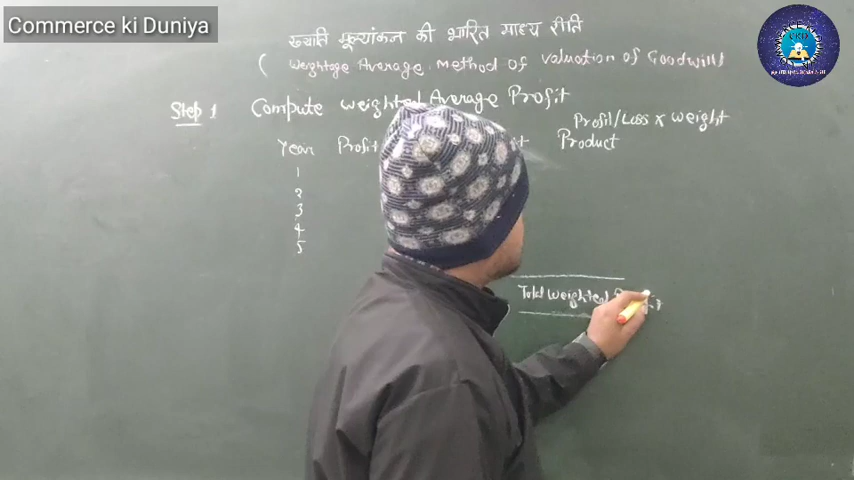 Commerce ki Duniya
CKD
ख्याति मूल्यांकन की भारित माध्य रीति
( Weightage Average Method of Valuation of Goodwill)
Step 1 Compute weighted Average Profit
Profit/Loss x weight
Year Product
1
2
3
4
5
Total Weighted